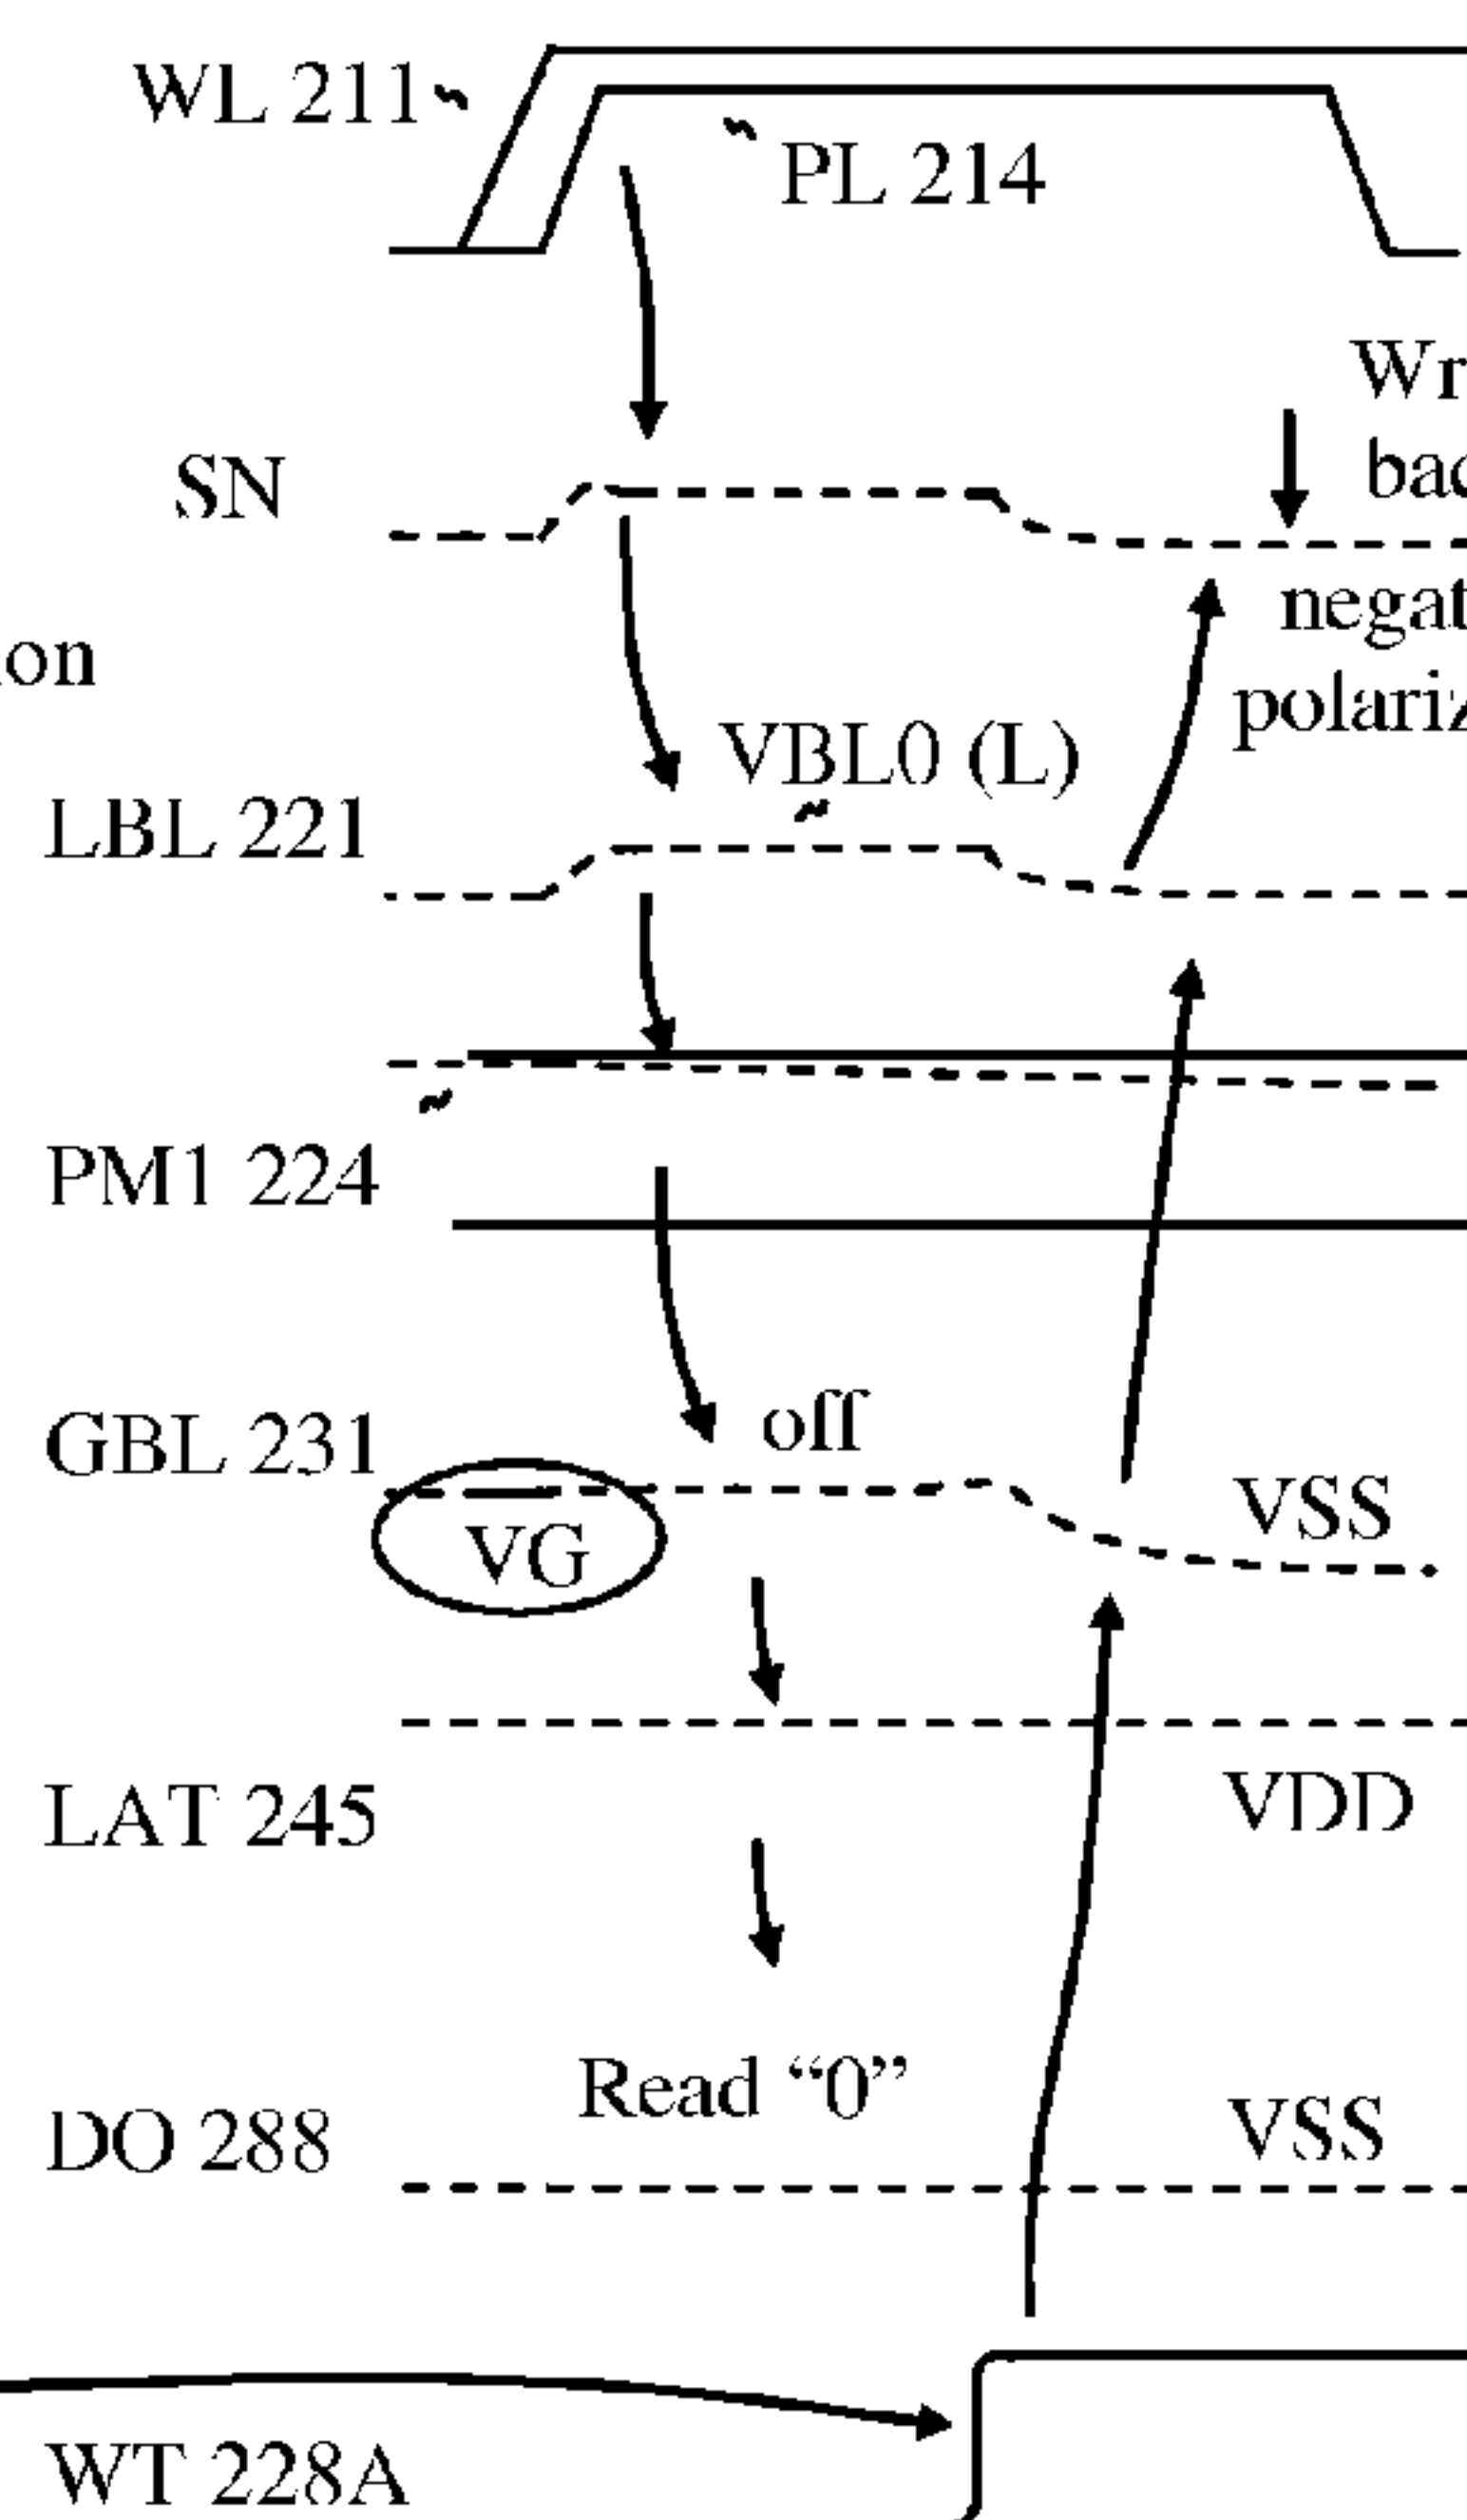 WL 211
PL 214
SN
VBL0 (L)
LBL 221
PM1 224
off
GBL 231
VSS
VG
LAT 245
VDD
Read “0”
DO 288
VSS
WT 228A